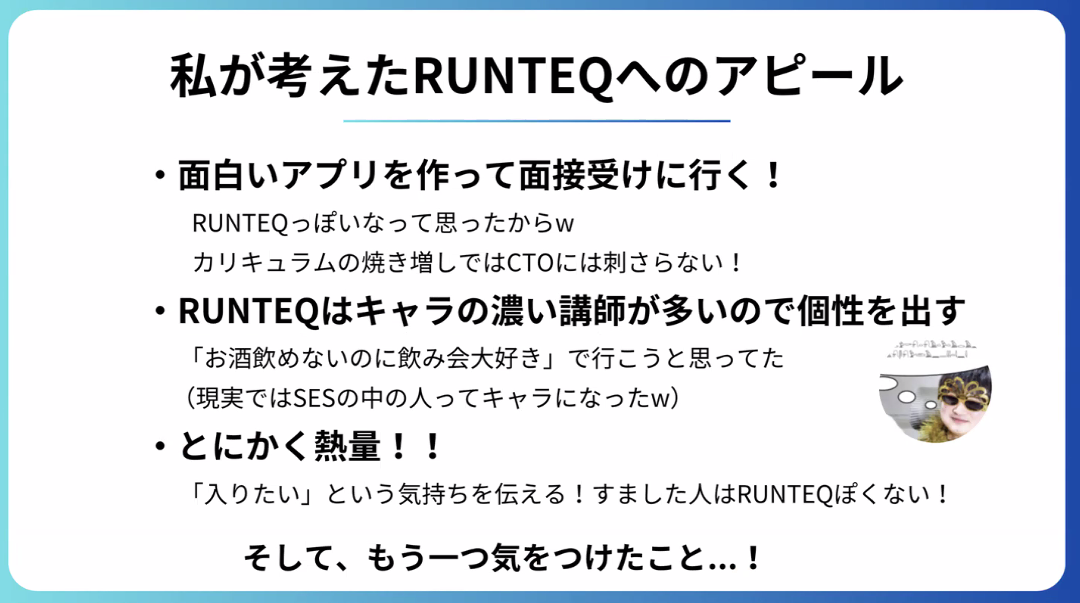 私が考えたRUNTEQへのアピール
・面白いアプリを作って面接受けに行く！
RUNTEQっぽいなって思ったからw
カリキュラムの焼き増しではCTOには刺さらない！
・RUNTEQはキャラの濃い講師が多いので個性を出す
「お酒飲めないのに飲み会大好き」で行こうと思ってた
（現実ではSESの中の人ってキャラになったw）
・とにかく熱量！！
「入りたい」という気持ちを伝える！すました人はRUNTEQぽくない！
そして、もう一つ気をつけたこと...！